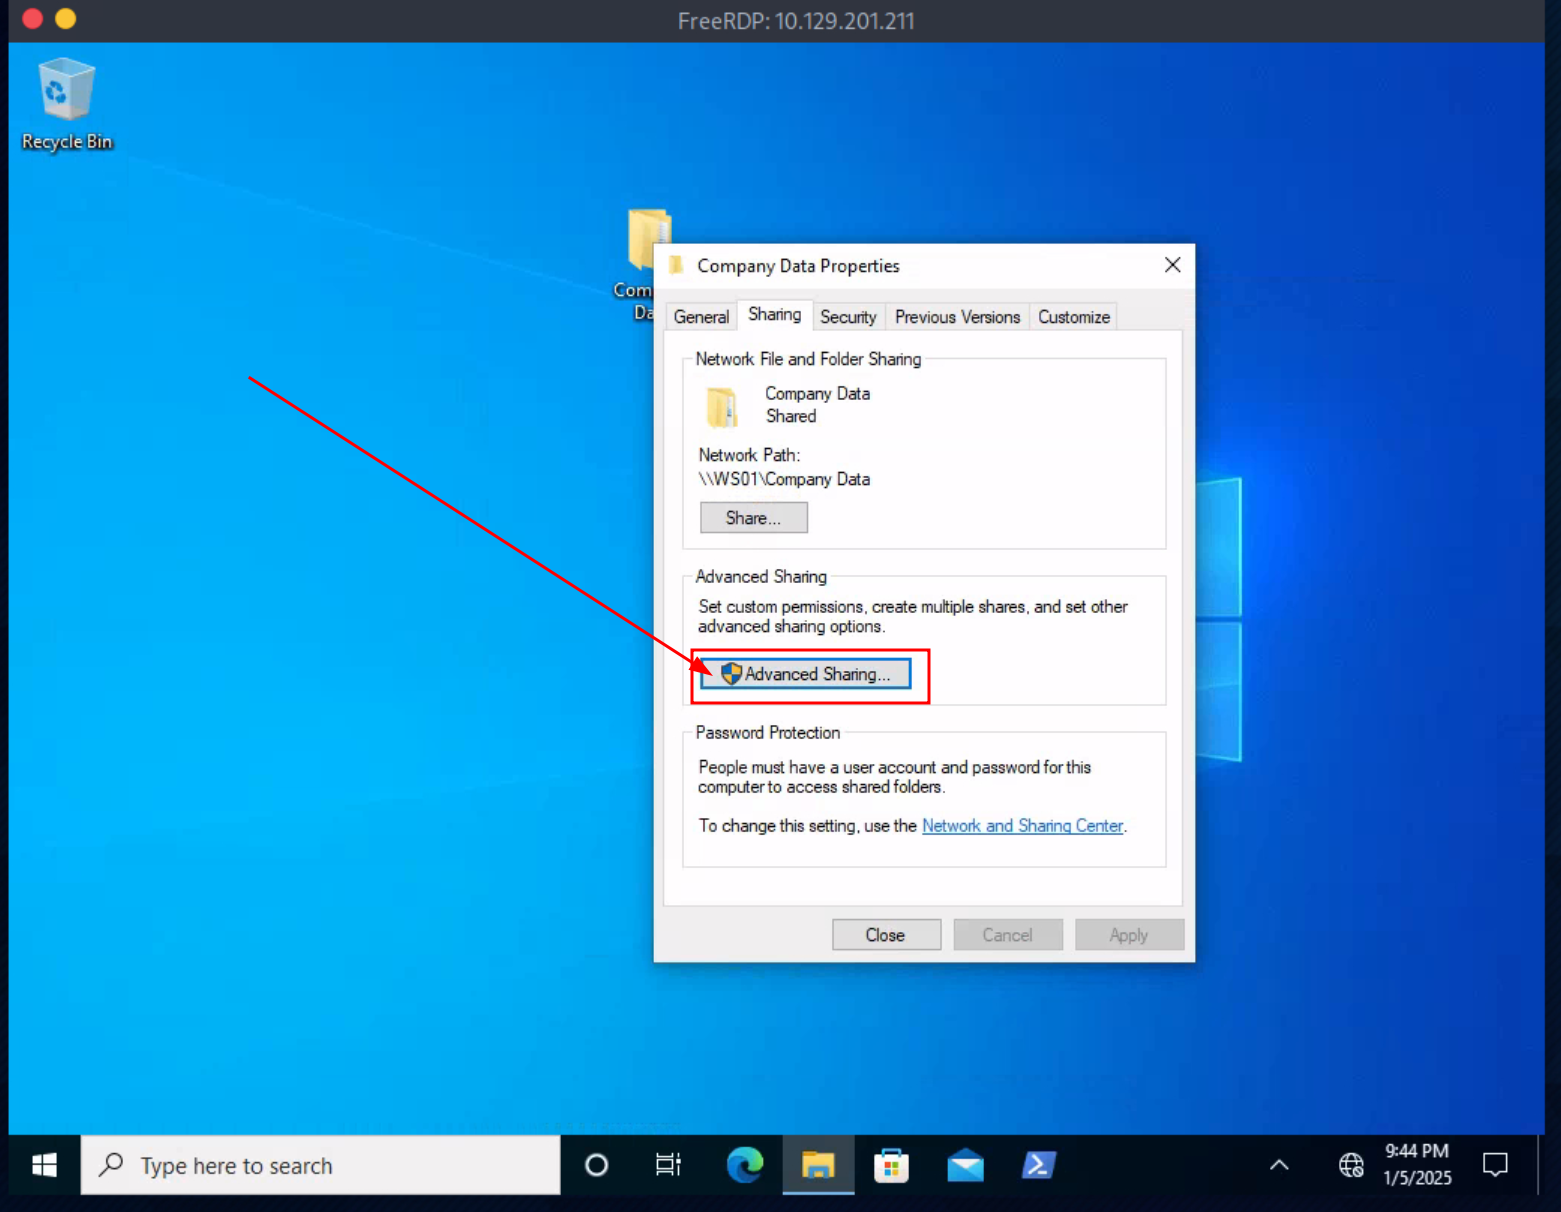 FreeRDP: 10.129.201.211
Recycle Bin
Com
Da
Company Data Properties
General
Sharing
Security
Previous Versions
Customize
Network File and Folder Sharing
Company Data
Shared
Network Path:
\\WS01\Company Data
Share...
Advanced Sharing
Set custom permissions, create multiple shares, and set other
advanced sharing options.
Advanced Sharing...
Password Protection
People must have a user account and password for this
computer to access shared folders.
To change this setting, use the Network and Sharing Center.
Close
Cancel
Apply
Type here to search
9:44 PM
1/5/2025